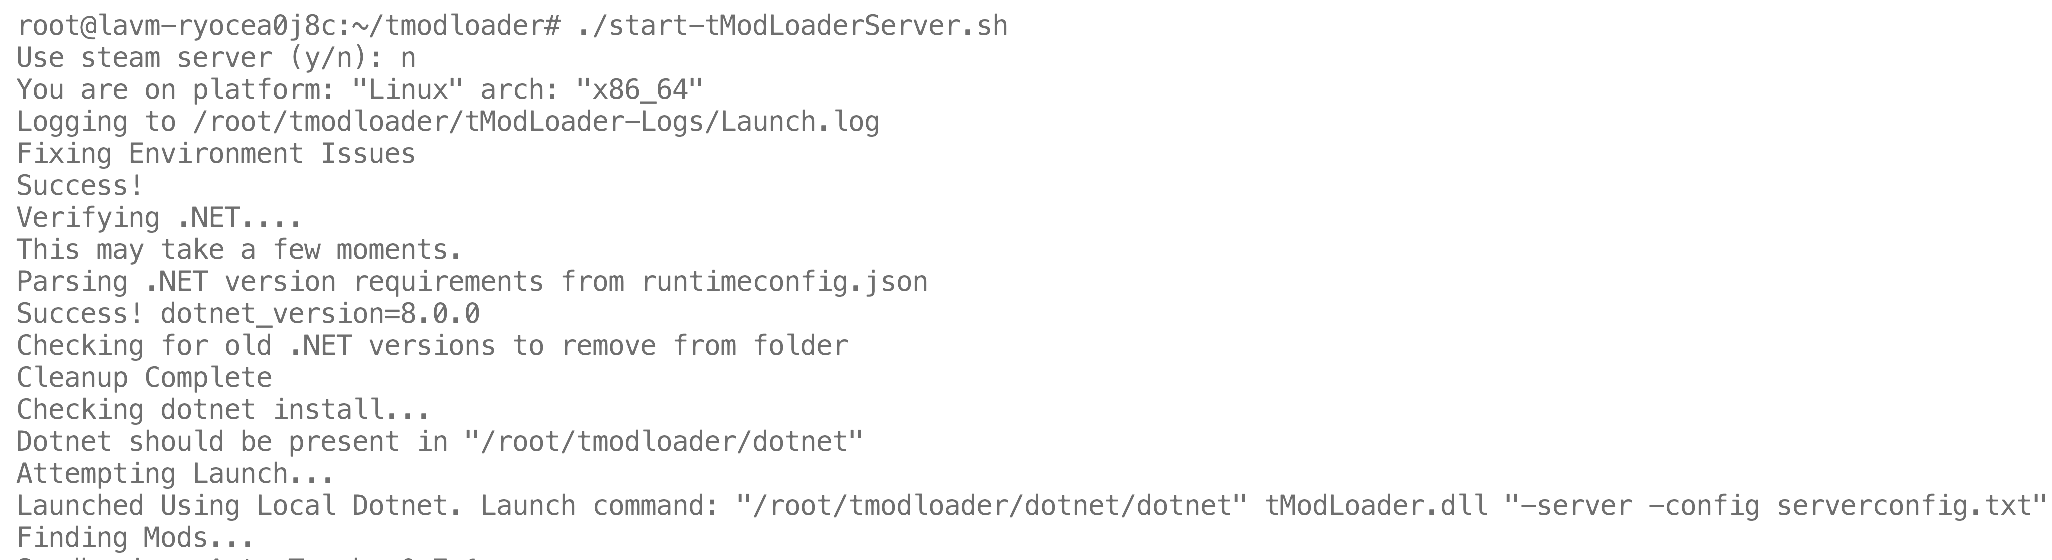 root@lavm-ryocea0j8c:~/tmodloader# ./start-tModLoaderServer.sh
Use steam server (y/n): n
You are on platform: "Linux" arch: "x86_64"
Logging to /root/tmodloader/tModLoader-Logs/Launch.log
Fixing Environment Issues
Success!
Verifying .NET....
This may take a few moments.
Parsing .NET version requirements from runtimeconfig.json
Success! dotnet_version=8.0.0
Checking for old .NET versions to remove from folder
Cleanup Complete
Checking dotnet install...
Dotnet should be present in "/root/tmodloader/dotnet"
Attempting Launch...
Launched Using Local Dotnet. Launch command: "/root/tmodloader/dotnet/dotnet" tModLoader.dll "-server -config serverconfig.txt"
Finding Mods...